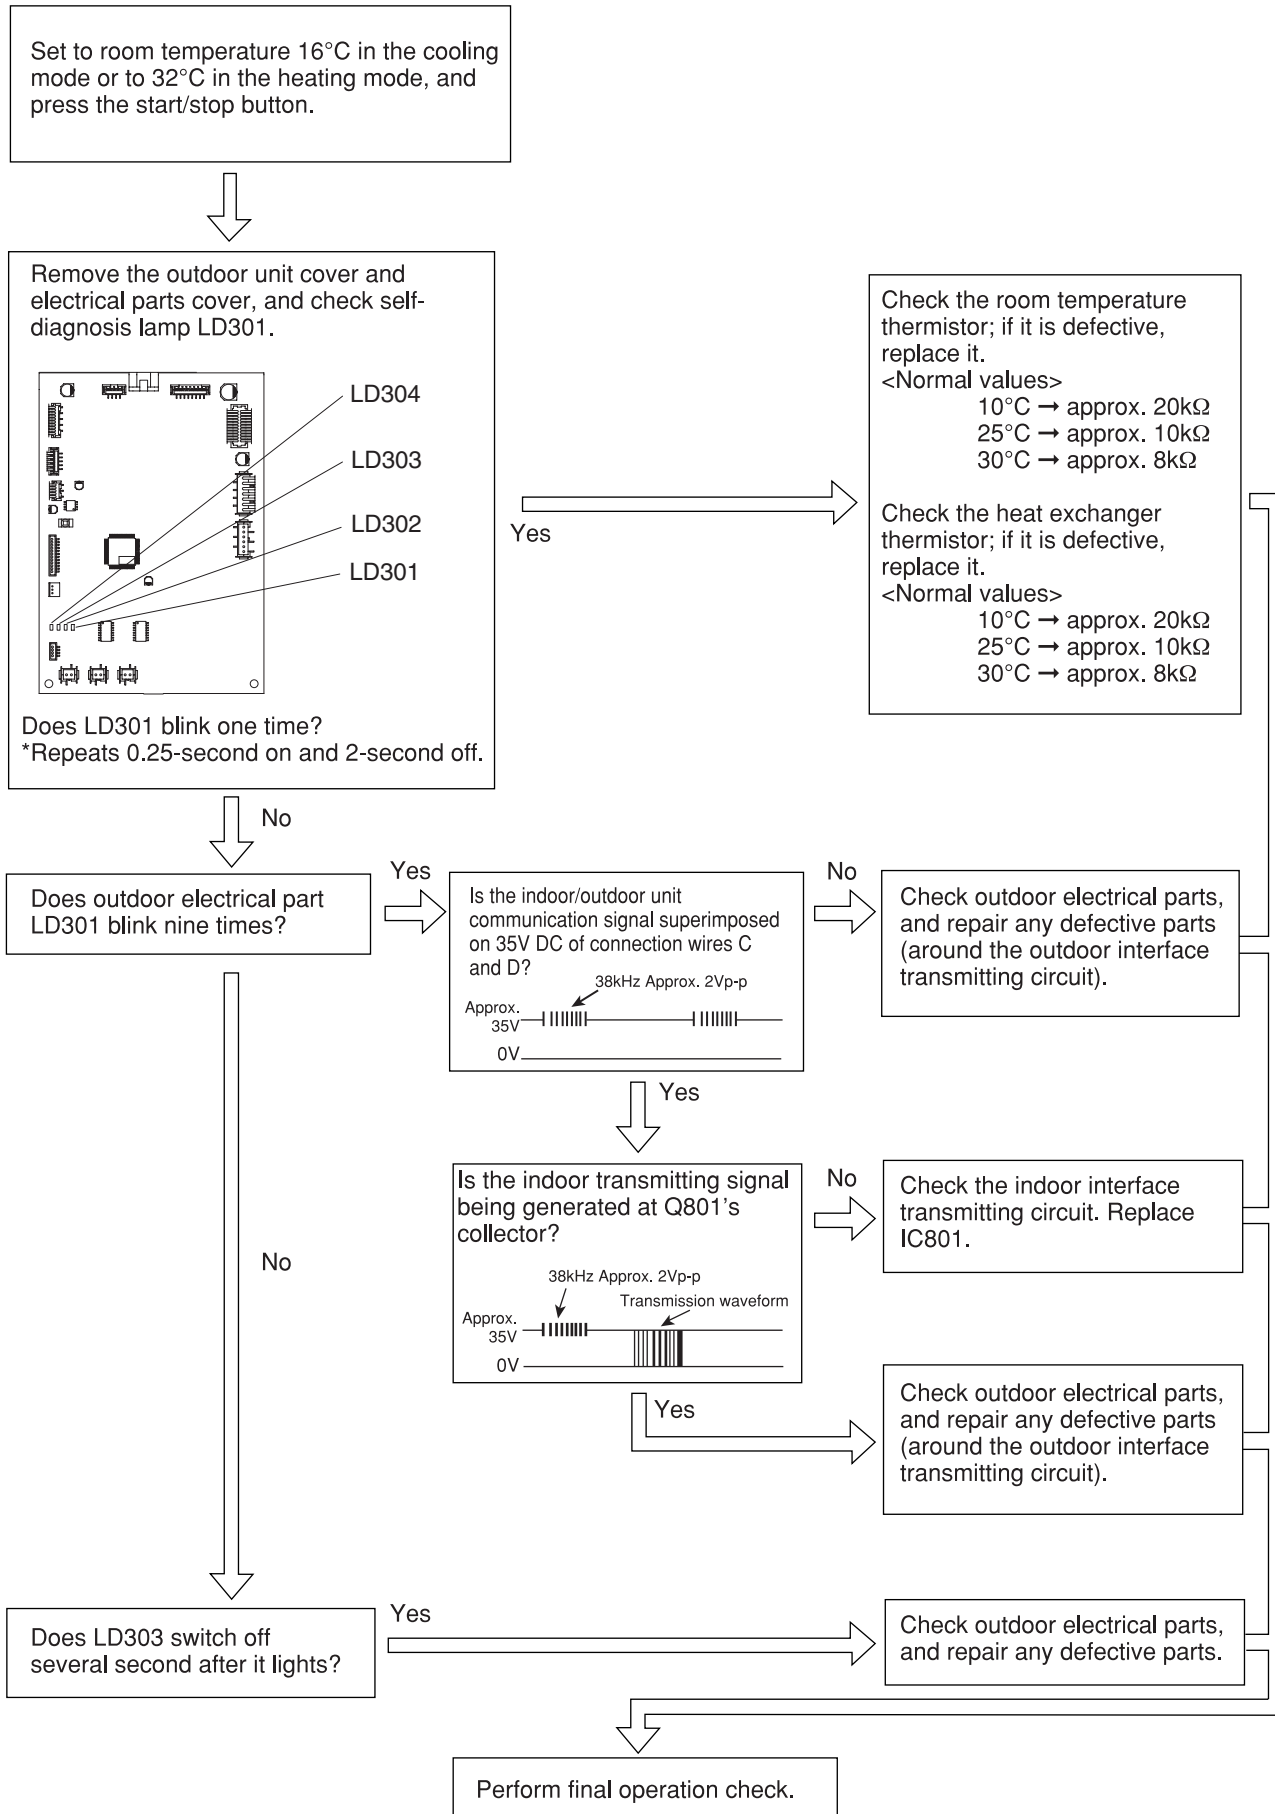 Set to room temperature 16°C in the cooling
mode or to 32°C in the heating mode, and
press the start/stop button.
Remove the outdoor unit cover and
electrical parts cover, and check self-
diagnosis lamp LD301.
LD304
LD303
LD302
LD301
Does LD301 blink one time?
*Repeats 0.25-second on and 2-second off.
Yes
Check the room temperature
thermistor; if it is defective,
replace it.
<Normal values>
10°C → approx. 20kΩ
25°C → approx. 10kΩ
30°C → approx. 8kΩ
Check the heat exchanger
thermistor; if it is defective,
replace it.
<Normal values>
10°C → approx. 20kΩ
25°C → approx. 10kΩ
30°C → approx. 8kΩ
No
Does outdoor electrical part
LD301 blink nine times?
Yes
Is the indoor/outdoor unit
communication signal superimposed
on 35V DC of connection wires C
and D?
38kHz Approx. 2Vp-p
Approx.
35V
0V
No
Check outdoor electrical parts,
and repair any defective parts
(around the outdoor interface
transmitting circuit).
Yes
Is the indoor transmitting signal
being generated at Q801's
collector?
38kHz Approx. 2Vp-p
Transmission waveform
Approx.
35V
0V
No
Check the indoor interface
transmitting circuit. Replace
IC801.
Yes
Check outdoor electrical parts,
and repair any defective parts
(around the outdoor interface
transmitting circuit).
No
Does LD303 switch off
several second after it lights?
Yes
Check outdoor electrical parts,
and repair any defective parts.
Perform final operation check.